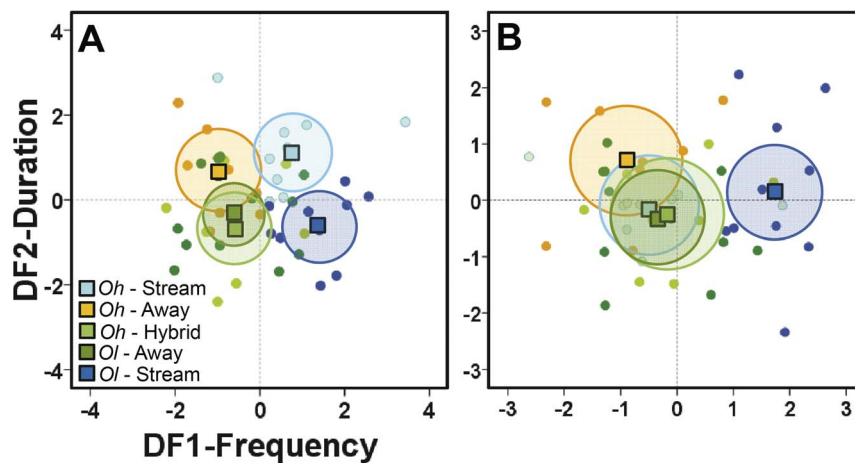 A
B
DF2-Duration
4
2
0
-2
-4
3
2
1
0
-1
-2
-3
Oh - Stream
Oh - Away
Oh - Hybrid
Ol - Away
Ol - Stream
-4 -2 0 2 4
-3 -2 -1 0 1 2 3
DF1-Frequency